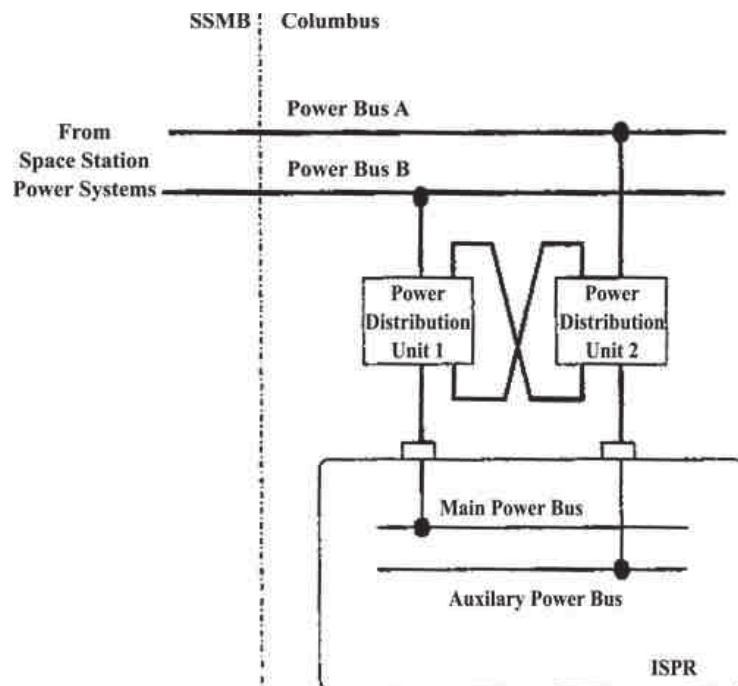 SSMB
Columbus
Power Bus A
From
Space Station
Power Systems
Power Bus B
Power
Distribution
Unit 1
Power
Distribution
Unit 2
Main Power Bus
Auxilary Power Bus
ISPR